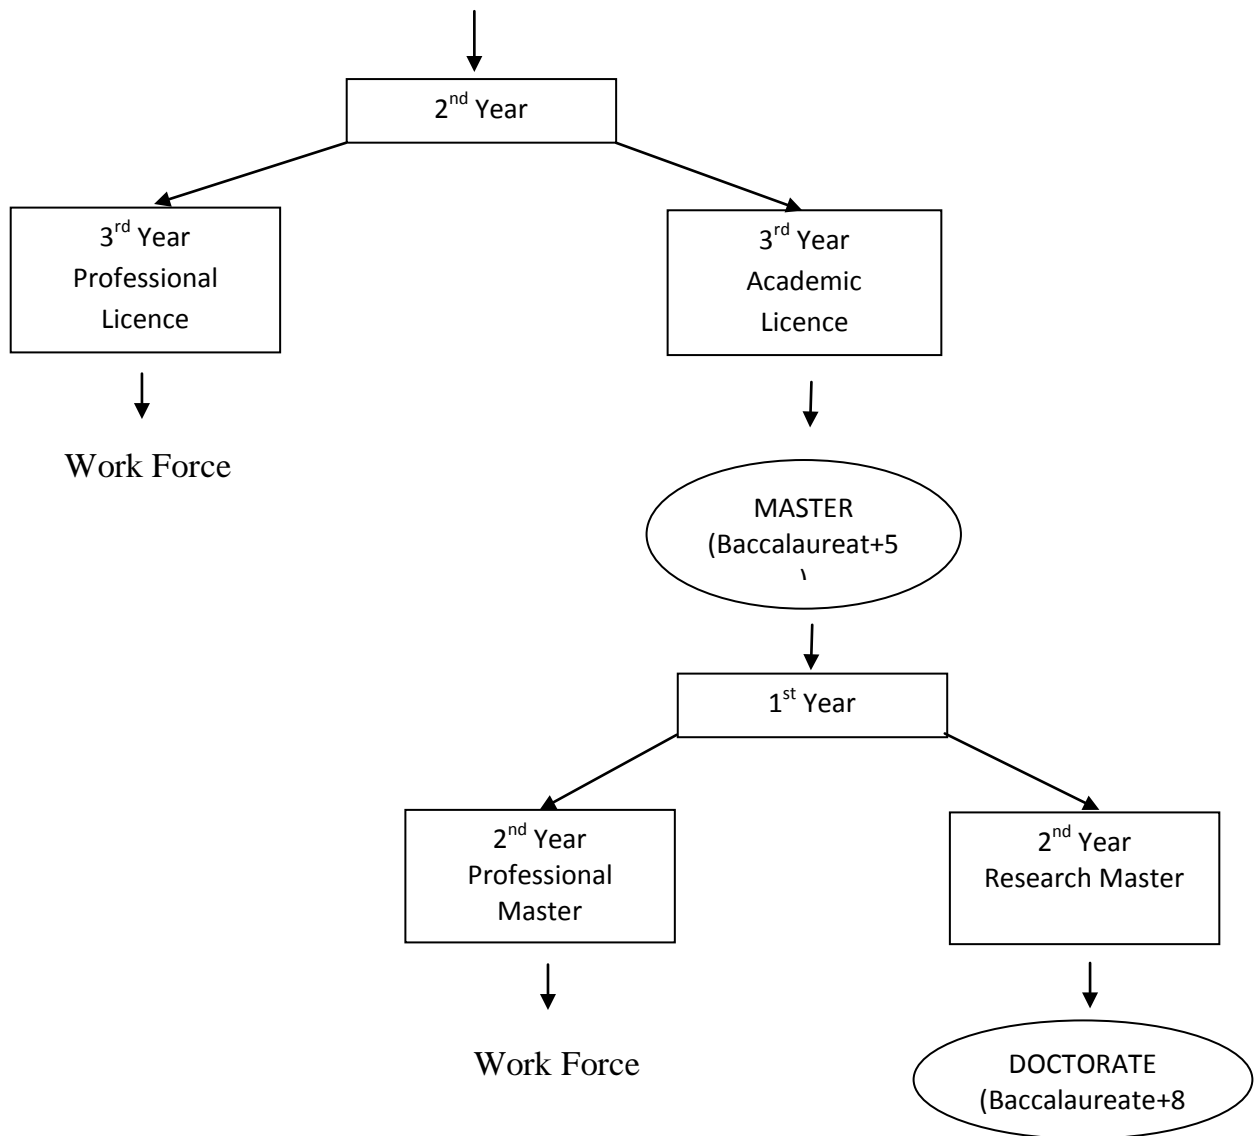 2nd Year
3rd Year
Professional
Licence
3rd Year
Academic
Licence
Work Force
MASTER
(Baccalaureat+5
)
1st Year
2nd Year
Professional
Master
2nd Year
Research Master
Work Force
DOCTORATE
(Baccalaureate+8